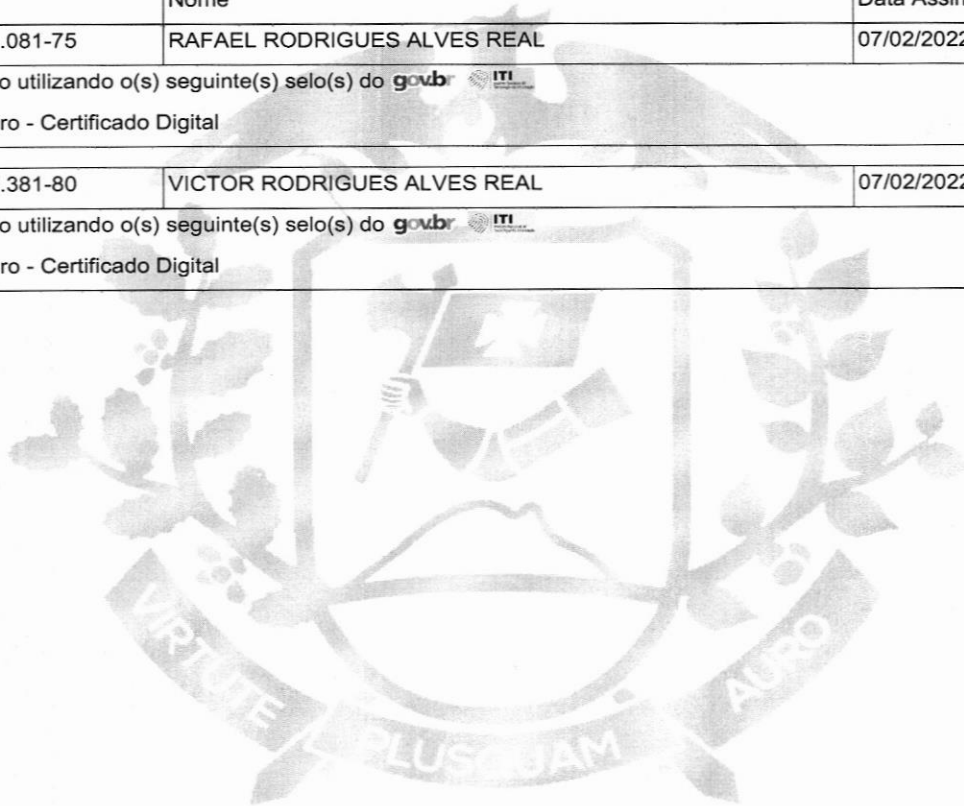 Nome Data Assin
.081-75 RAFAEL RODRIGUES ALVES REAL 07/02/2022
o utilizando o(s) seguinte(s) selo(s) do gov.br ITI
ro - Certificado Digital
.381-80 VICTOR RODRIGUES ALVES REAL 07/02/2022
o utilizando o(s) seguinte(s) selo(s) do gov.br ITI
ro - Certificado Digital
VIRTUTE PLUSQUAM AURO